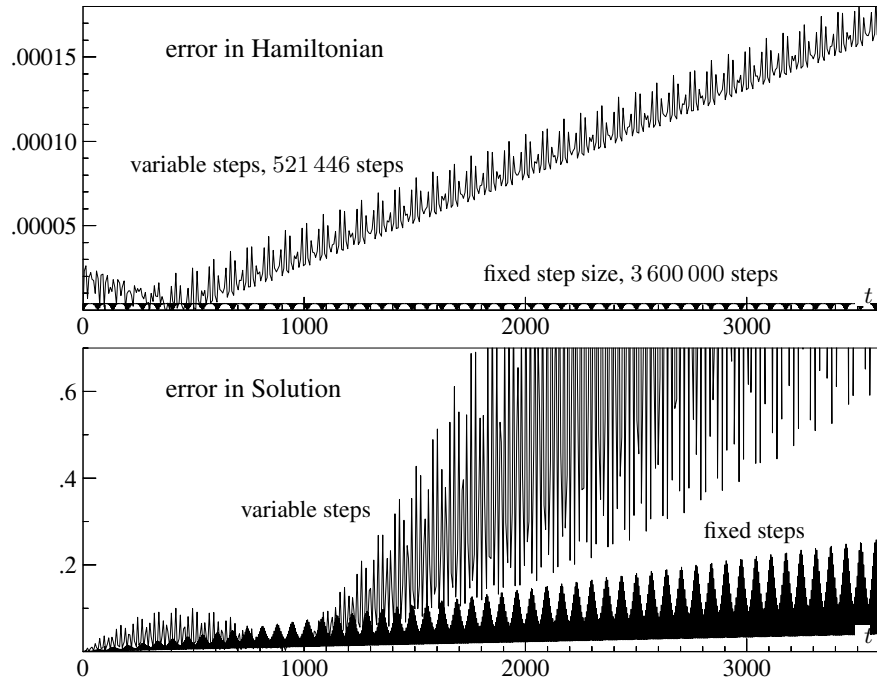 error in Hamiltonian
.00015
.00010
variable steps, 521 446 steps
.00005
fixed step size, 3 600 000 steps
t
0 1000 2000 3000
error in Solution
.6
.4
variable steps
fixed steps
.2
t
0 1000 2000 3000